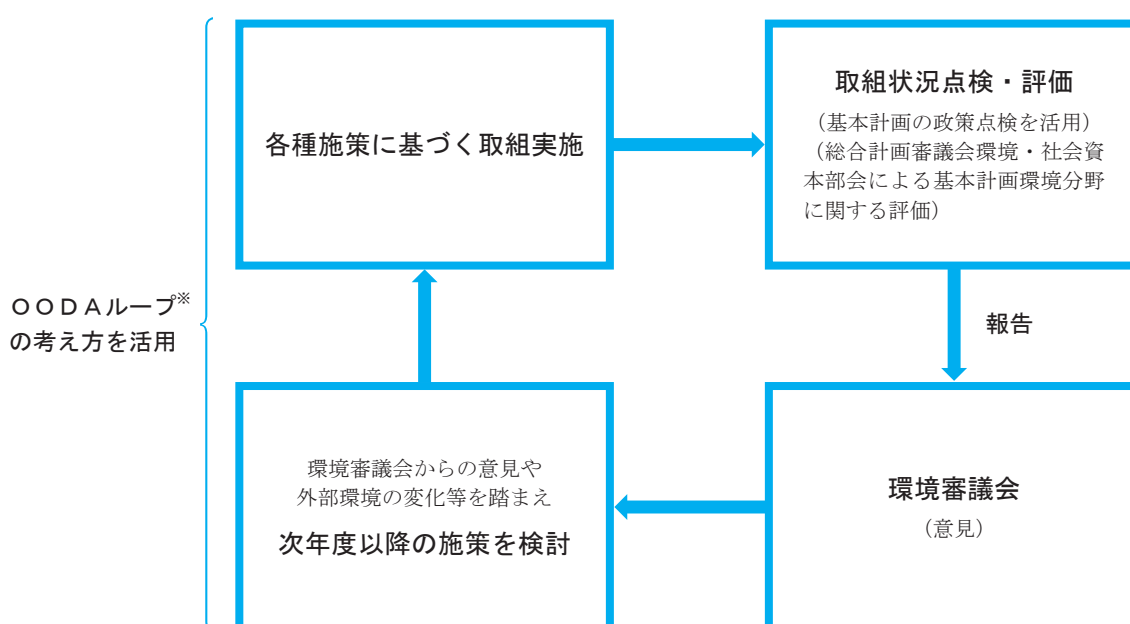 OODAループ※
の考え方を活用
各種施策に基づく取組実施
取組状況点検・評価
（基本計画の政策点検を活用）
（総合計画審議会環境・社会資
本部会による基本計画環境分野
に関する評価）
報告
環境審議会
（意見）
環境審議会からの意見や
外部環境の変化等を踏まえ
次年度以降の施策を検討